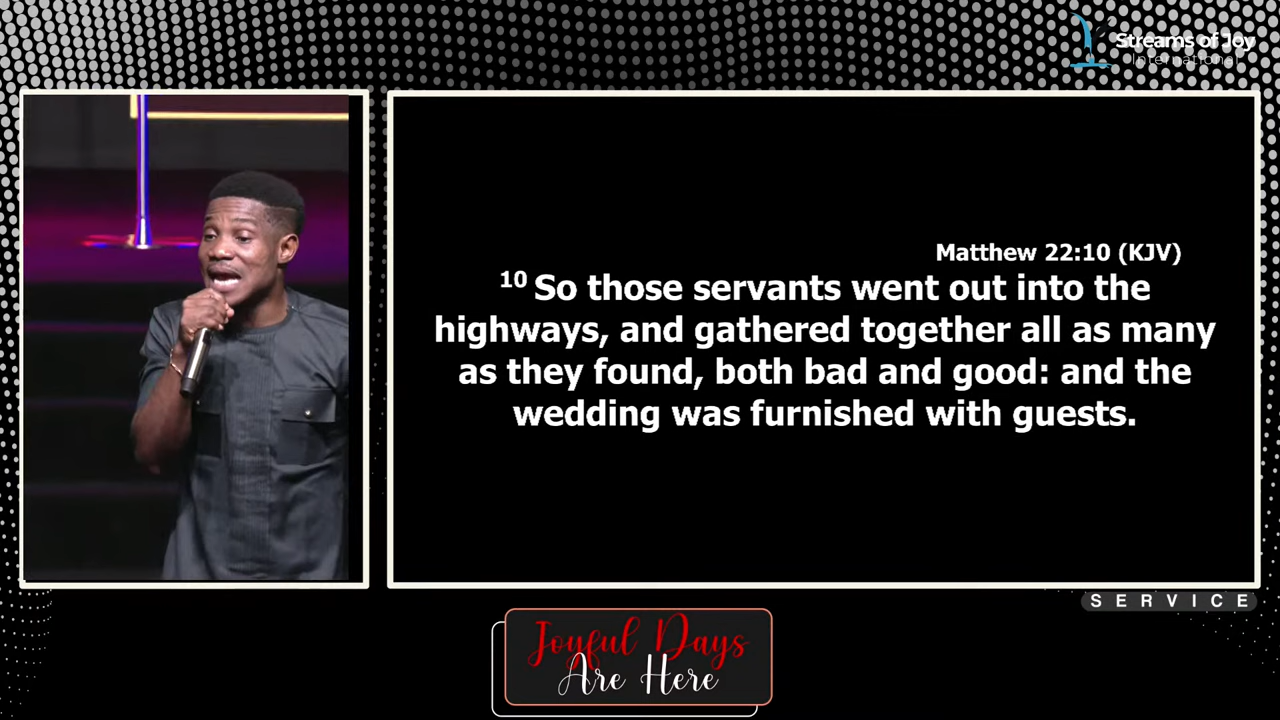 Streams of Joy
International
Matthew 22:10 (KJV)
10 So those servants went out into the
highways, and gathered together all as many
as they found, both bad and good: and the
wedding was furnished with guests.
SERVICE
Joyful Days
Are Here